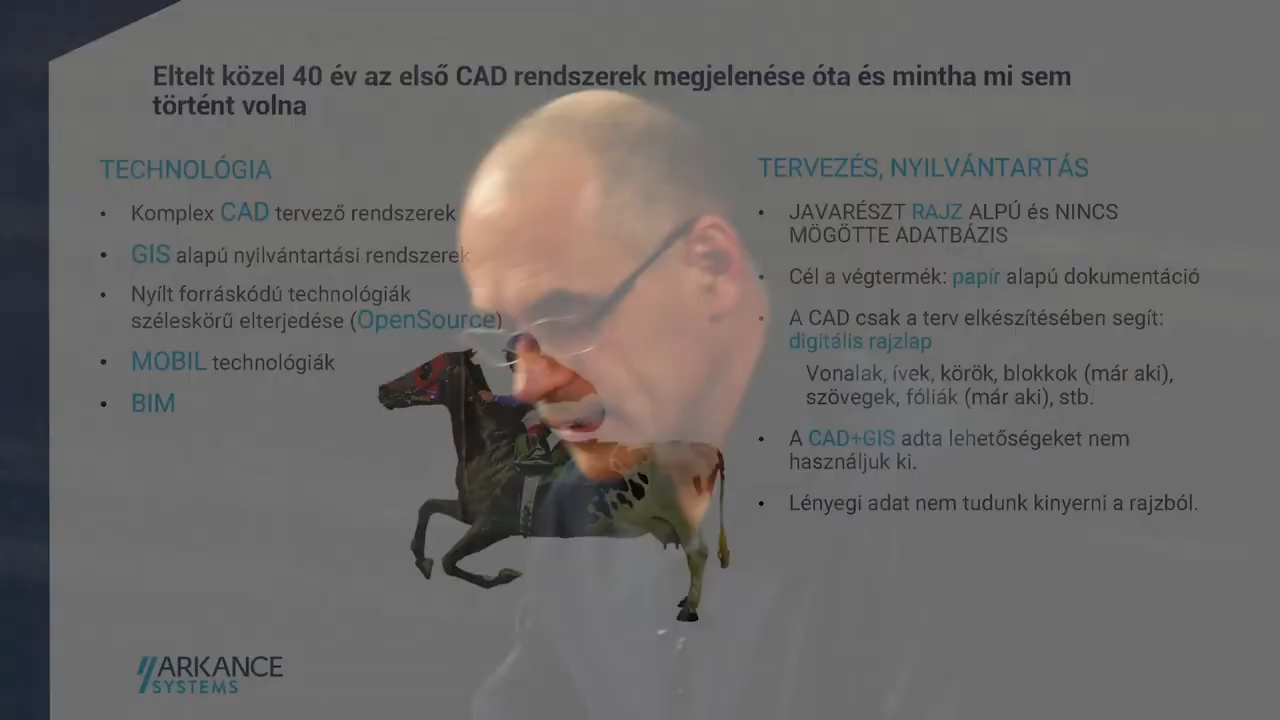 Eltelt közel 40 év az első CAD rendszerek megjelenése óta és mintha mi sem
történt volna
TECHNOLÓGIA
• Komplex CAD tervező rendszerek
• GIS alapú nyilvántartási rendszerek
• Nyílt forráskódú technológiák
széleskörű elterjedése (OpenSource)
• MOBIL technológiák
• BIM
TERVEZÉS, NYILVÁNTARTÁS
• JAVARÉSZT RAJZ ALPÚ és NINCS
MÖGÖTTE ADATBÁZIS
• Cél a végtermék: papír alapú dokumentáció
• A CAD csak a terv elkészítésében segít:
digitális rajzlap
Vonalak, ívek, körök, blokkok (már aki),
szövegek, fóliák (már aki), stb.
• A CAD+GIS adta lehetőségeket nem
használjuk ki.
• Lényegi adat nem tudunk kinyerni a rajzból.
ARKANCE
SYSTEMS